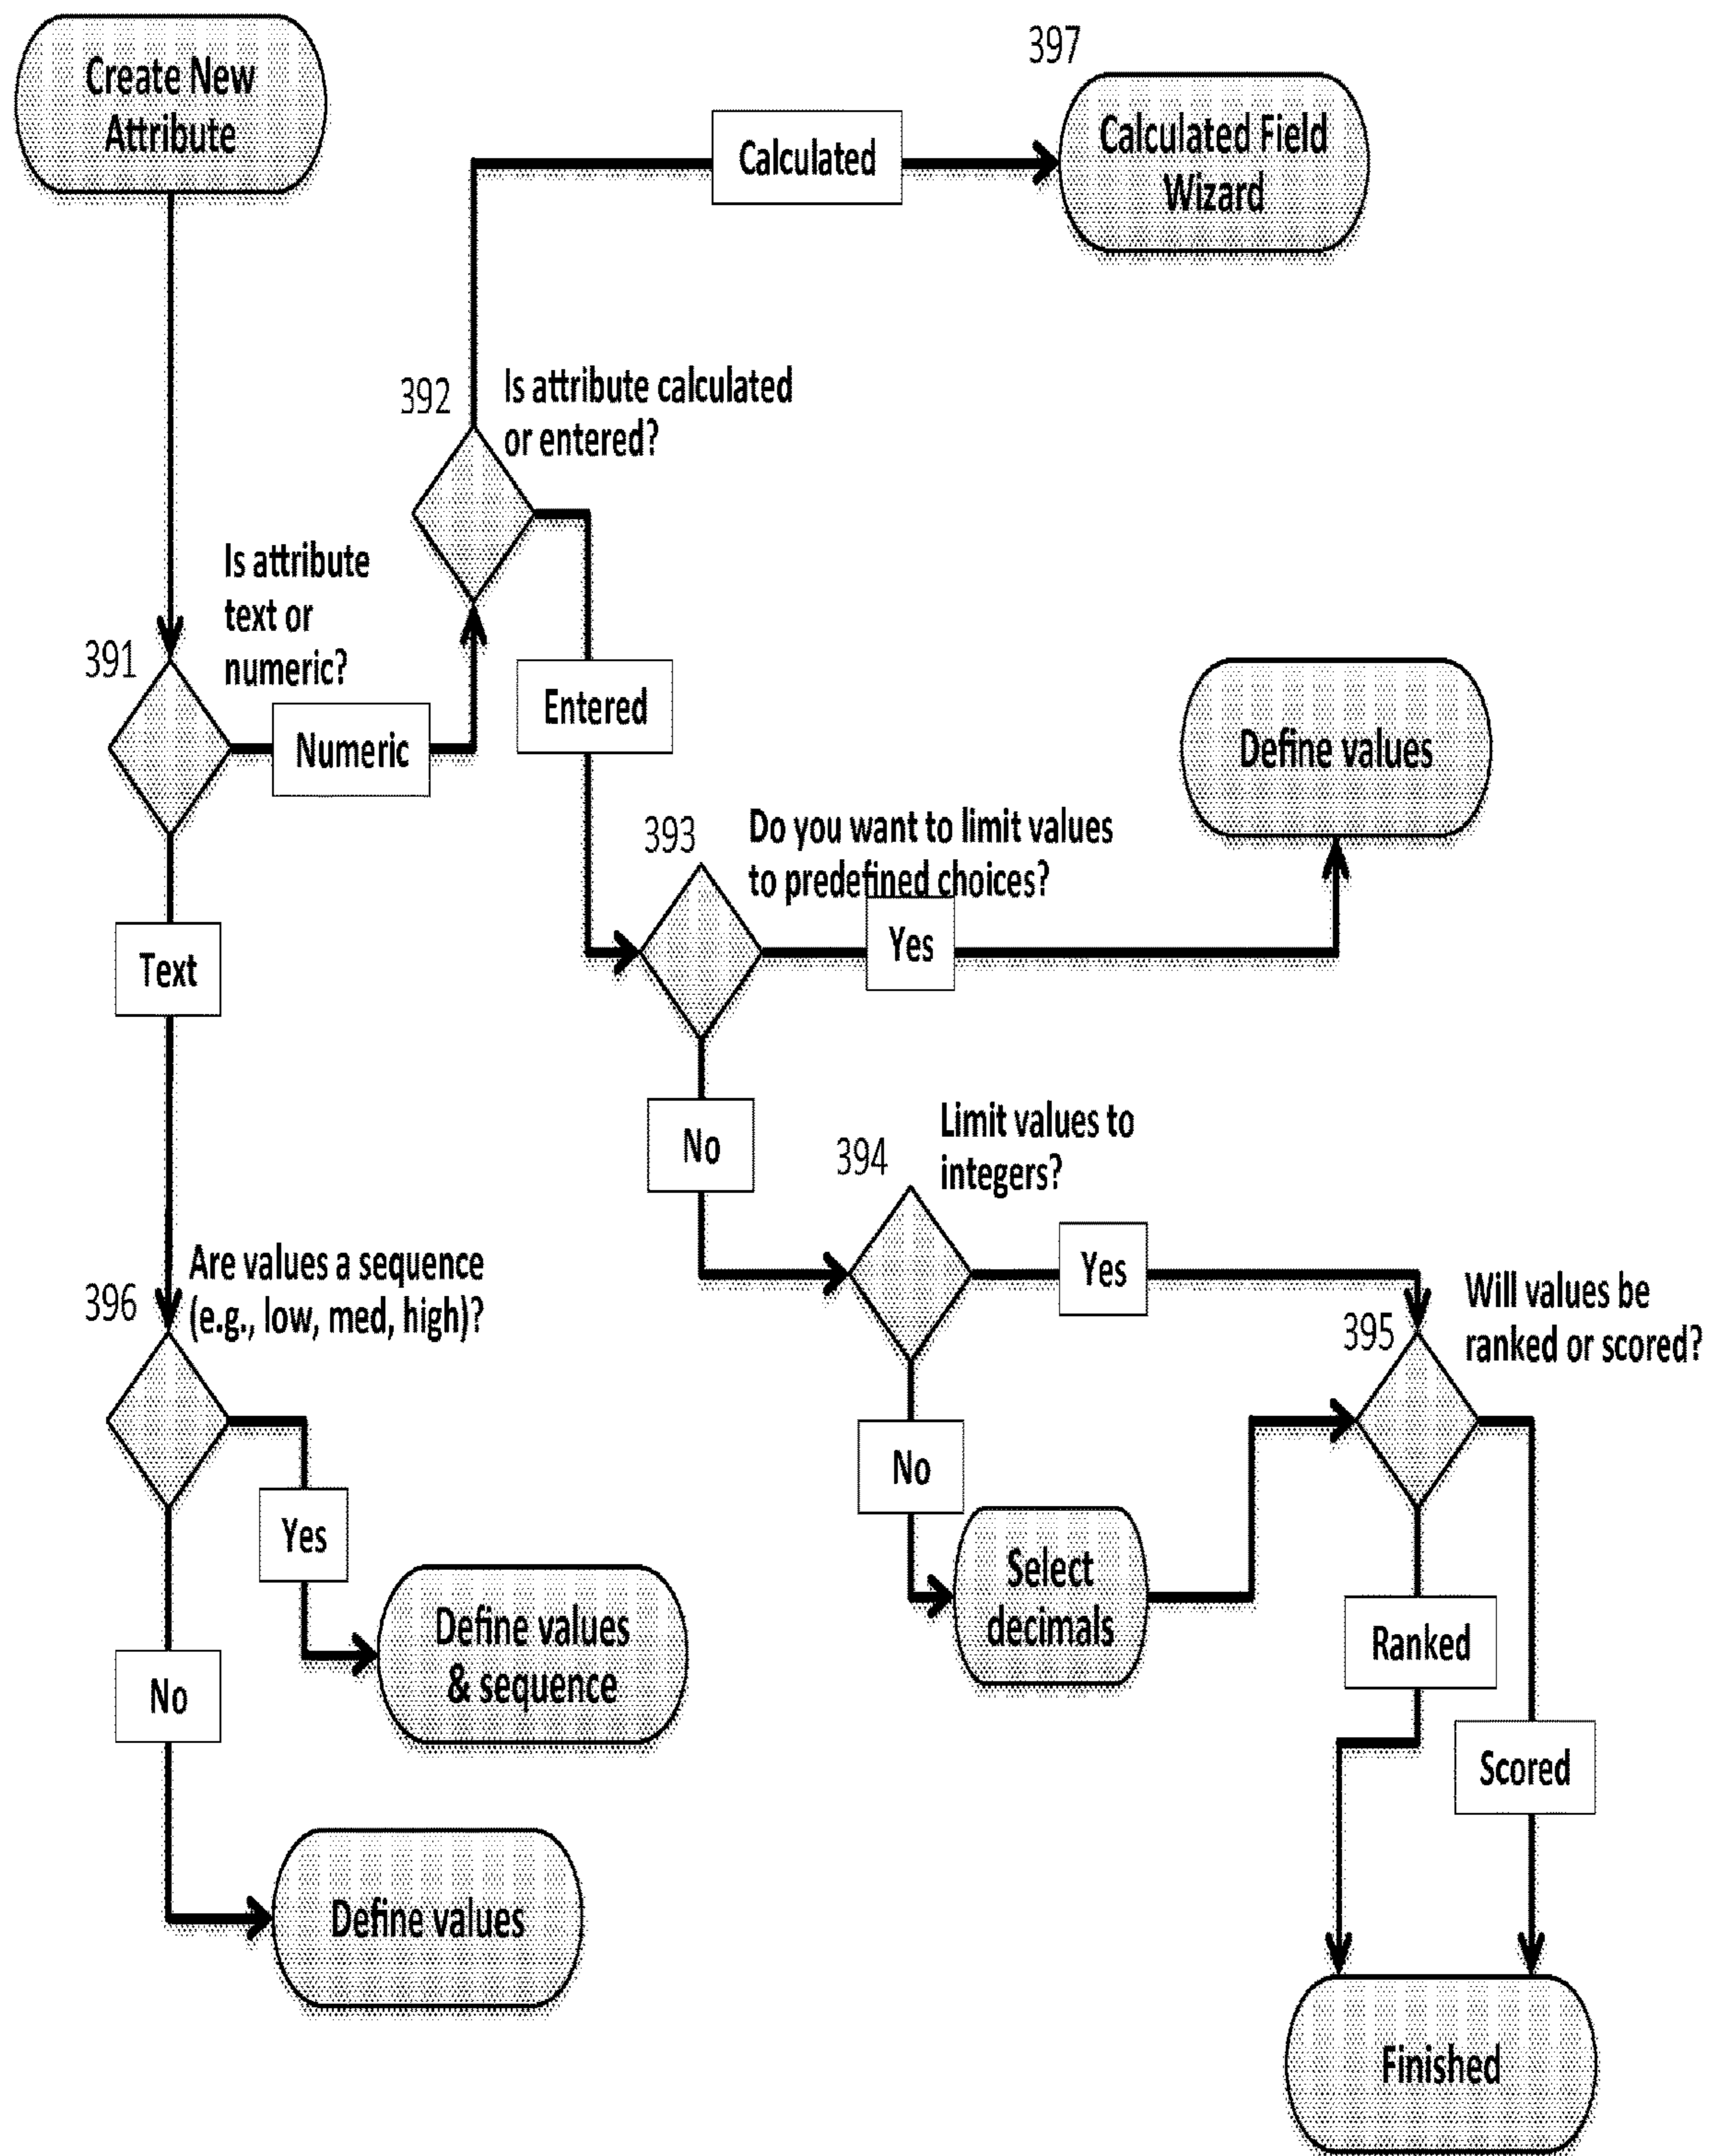 Create New
Attribute
397
Calculated
Calculated Field
Wizard
392
Is attribute calculated
or entered?
Is attribute
text or
numeric?
391
Numeric
Entered
Define values
393
Do you want to limit values
to predefined choices?
Yes
Text
No
394
Limit values to
integers?
Yes
Will values be
ranked or scored?
395
396
Are values a sequence
(e.g., low, med, high)?
No
Yes
Select
decimals
Define values
& sequence
Ranked
No
Scored
Define values
Finished